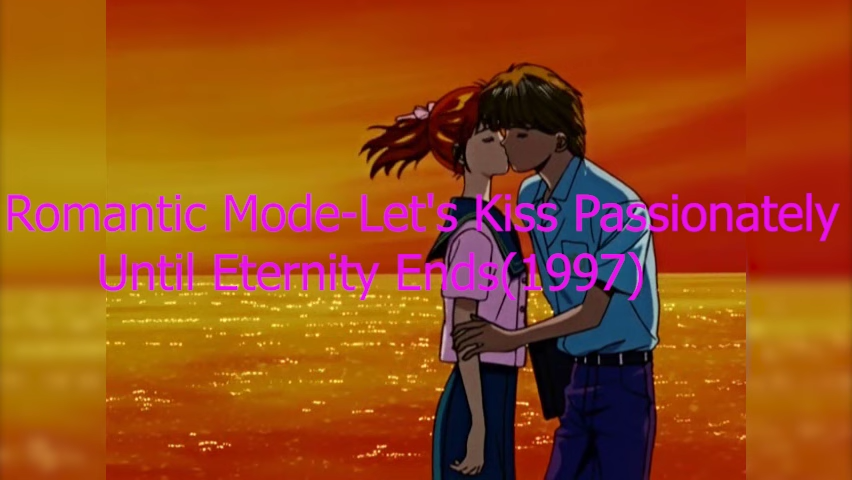 Romantic Mode-Let's Kiss Passionately
Until Eternity Ends(1997)